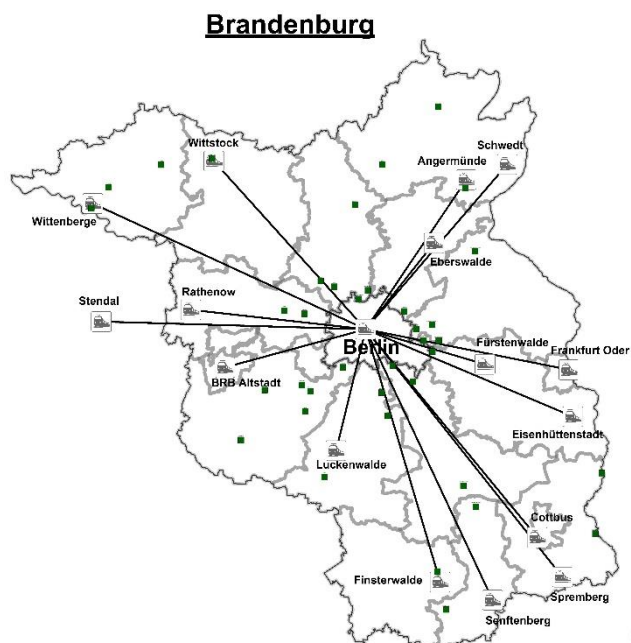 Brandenburg
Wittstock
Schwedt
Angermünde
Wittenberge
Eberswalde
Stendal
Rathenow
Berlin
Fürstenwalde
Frankfurt Oder
BRB Altstadt
Eisenhüttenstadt
Luckenwalde
Cottbus
Finsterwalde
Spremberg
Senftenberg